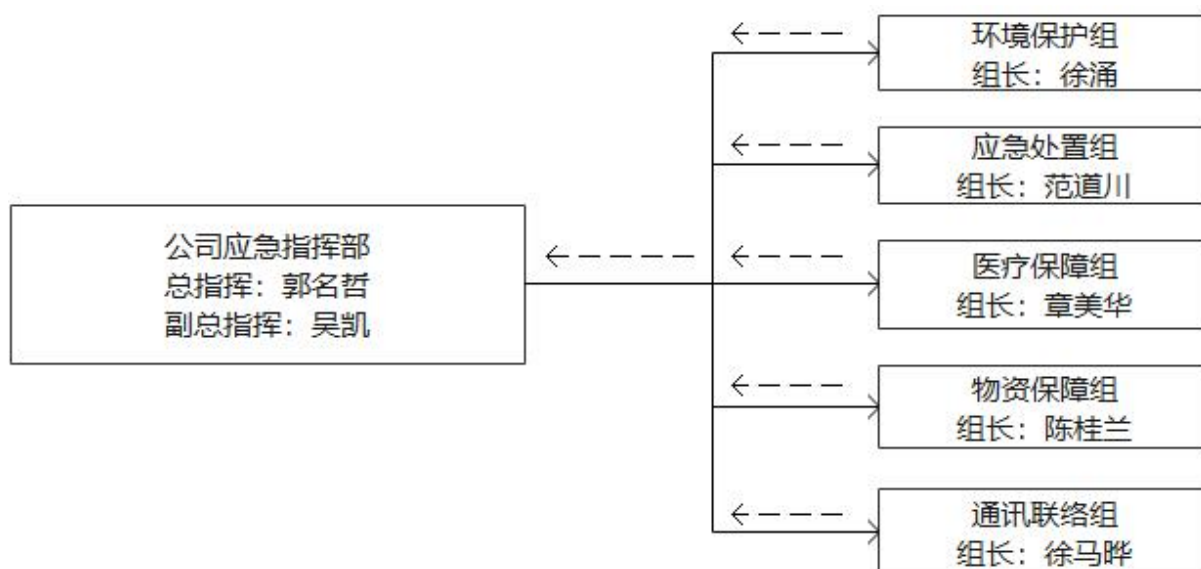 环境保护组
组长：徐涌
应急处置组
组长：范道川
公司应急指挥部
总指挥：郭名哲
副总指挥：吴凯
医疗保障组
组长：章美华
物资保障组
组长：陈桂兰
通讯联络组
组长：徐马晔